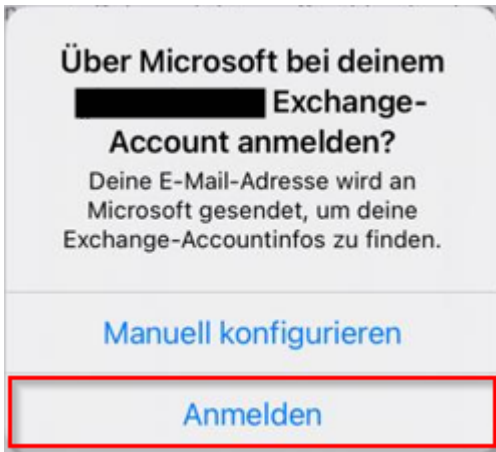 Über Microsoft bei deinem
Exchange-
Account anmelden?
Deine E-Mail-Adresse wird an
Microsoft gesendet, um deine
Exchange-Accountinfos zu finden.
Manuell konfigurieren
Anmelden